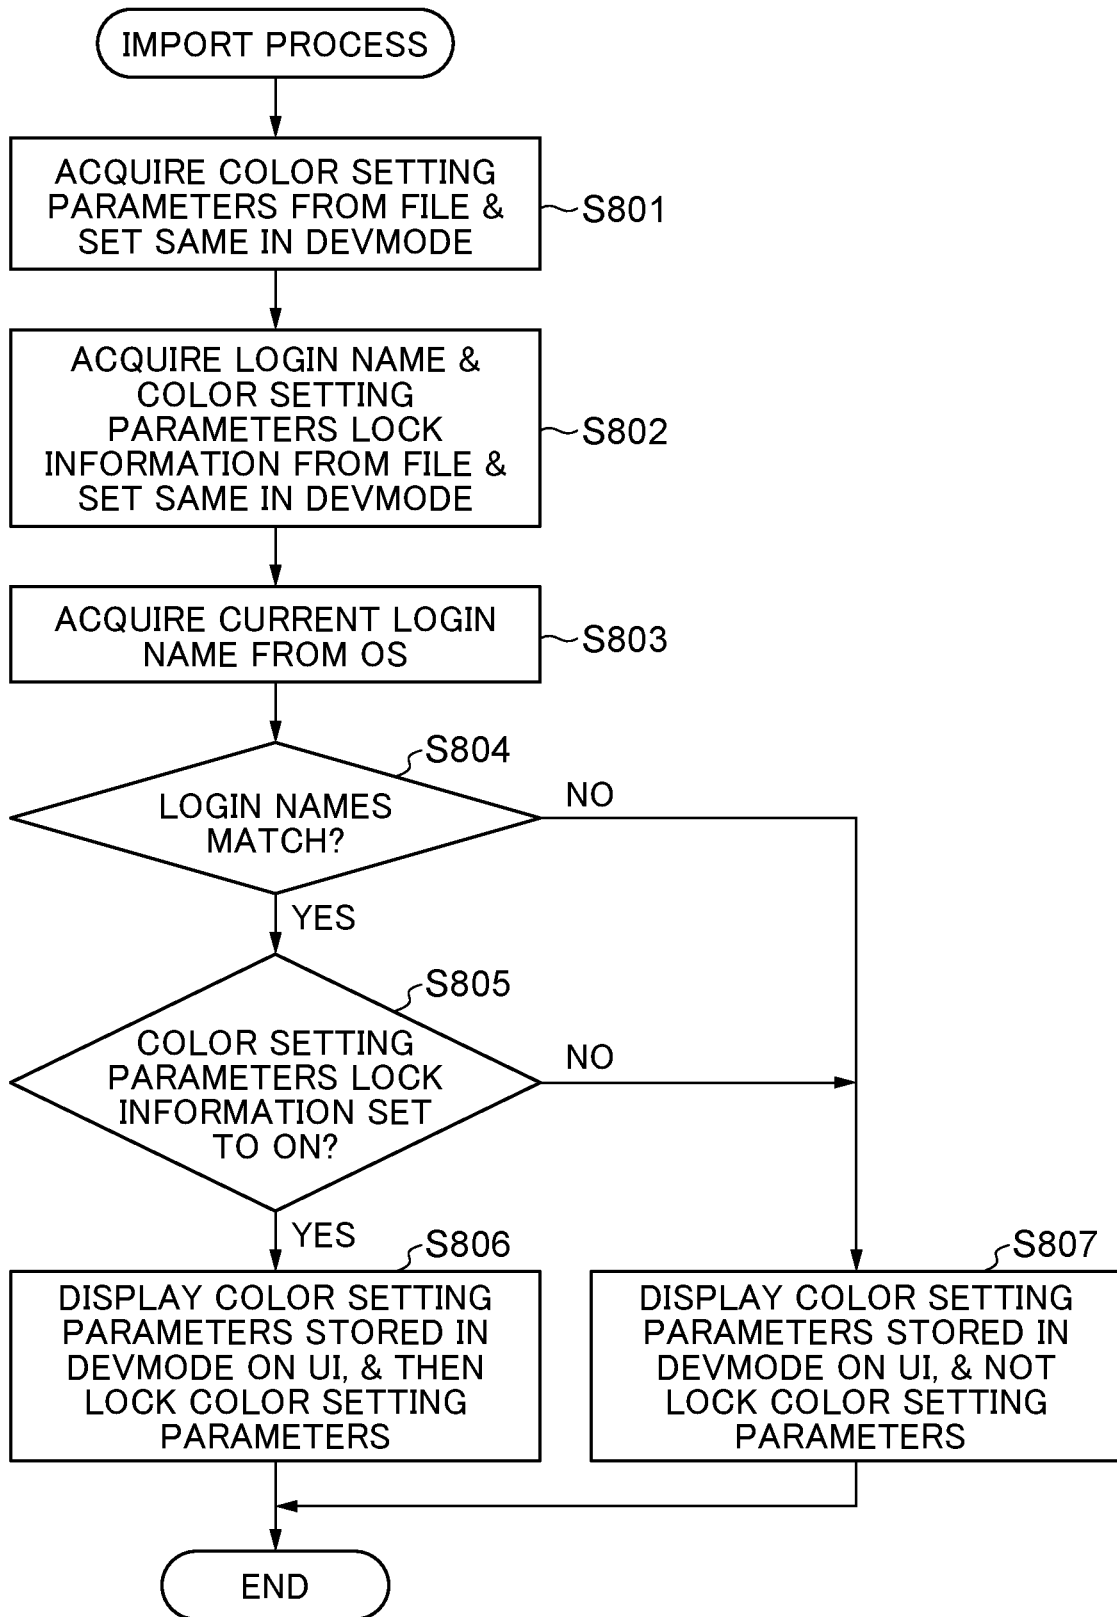 IMPORT PROCESS
ACQUIRE COLOR SETTING
PARAMETERS FROM FILE &
SET SAME IN DEVMODE
S801
ACQUIRE LOGIN NAME &
COLOR SETTING
PARAMETERS LOCK
INFORMATION FROM FILE &
SET SAME IN DEVMODE
S802
ACQUIRE CURRENT LOGIN
NAME FROM OS
S803
S804
LOGIN NAMES
MATCH?
NO
YES
S805
COLOR SETTING
PARAMETERS LOCK
INFORMATION SET
TO ON?
NO
YES
S806
DISPLAY COLOR SETTING
PARAMETERS STORED IN
DEVMODE ON UI, & THEN
LOCK COLOR SETTING
PARAMETERS
S807
DISPLAY COLOR SETTING
PARAMETERS STORED IN
DEVMODE ON UI, & NOT
LOCK COLOR SETTING
PARAMETERS
END